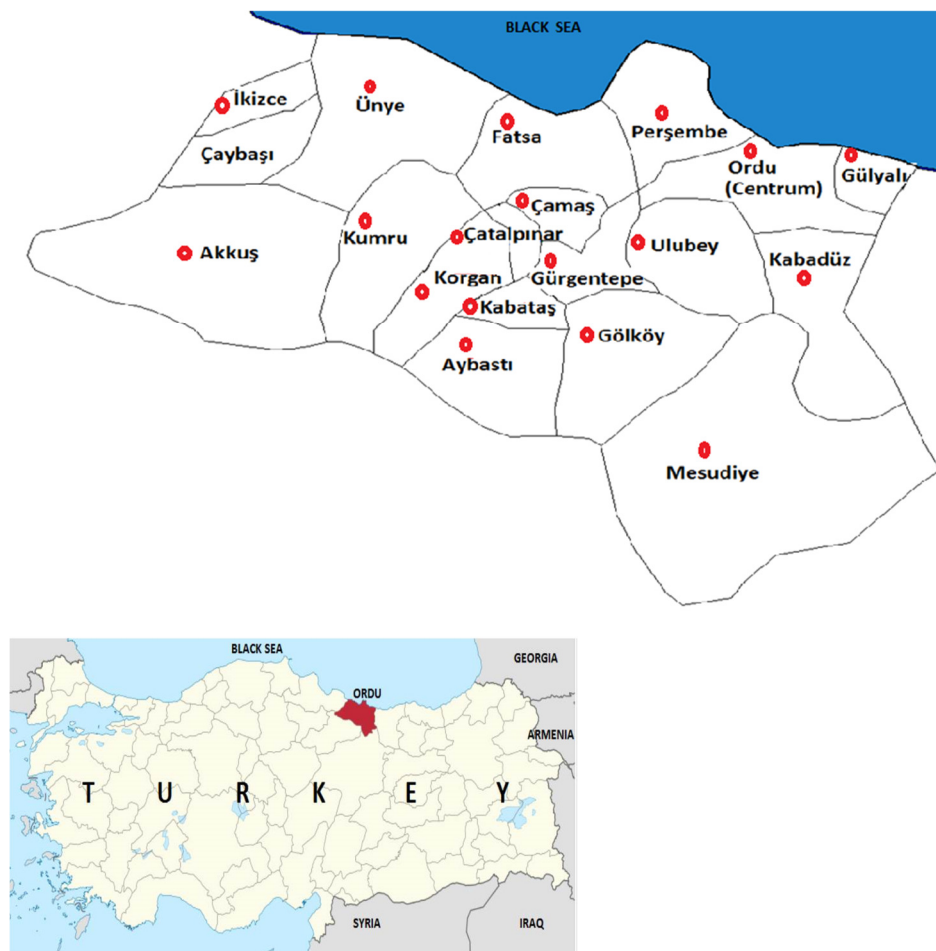 BLACK SEA
İkizce
Ünye
Çaybaşı
Fatsa
Perşembe
Ordu
(Centrum)
Gülyalı
Akkuş
Kumru
Çamaş
Çatalpınar
Ulubey
Kabadüz
Korgan
Gürgentepe
Kabataş
Gölköy
Aybastı
Mesudiye
BLACK SEA
GEORGIA
ORDU
ARMENIA
T U R K E Y
SYRIA
IRAQ